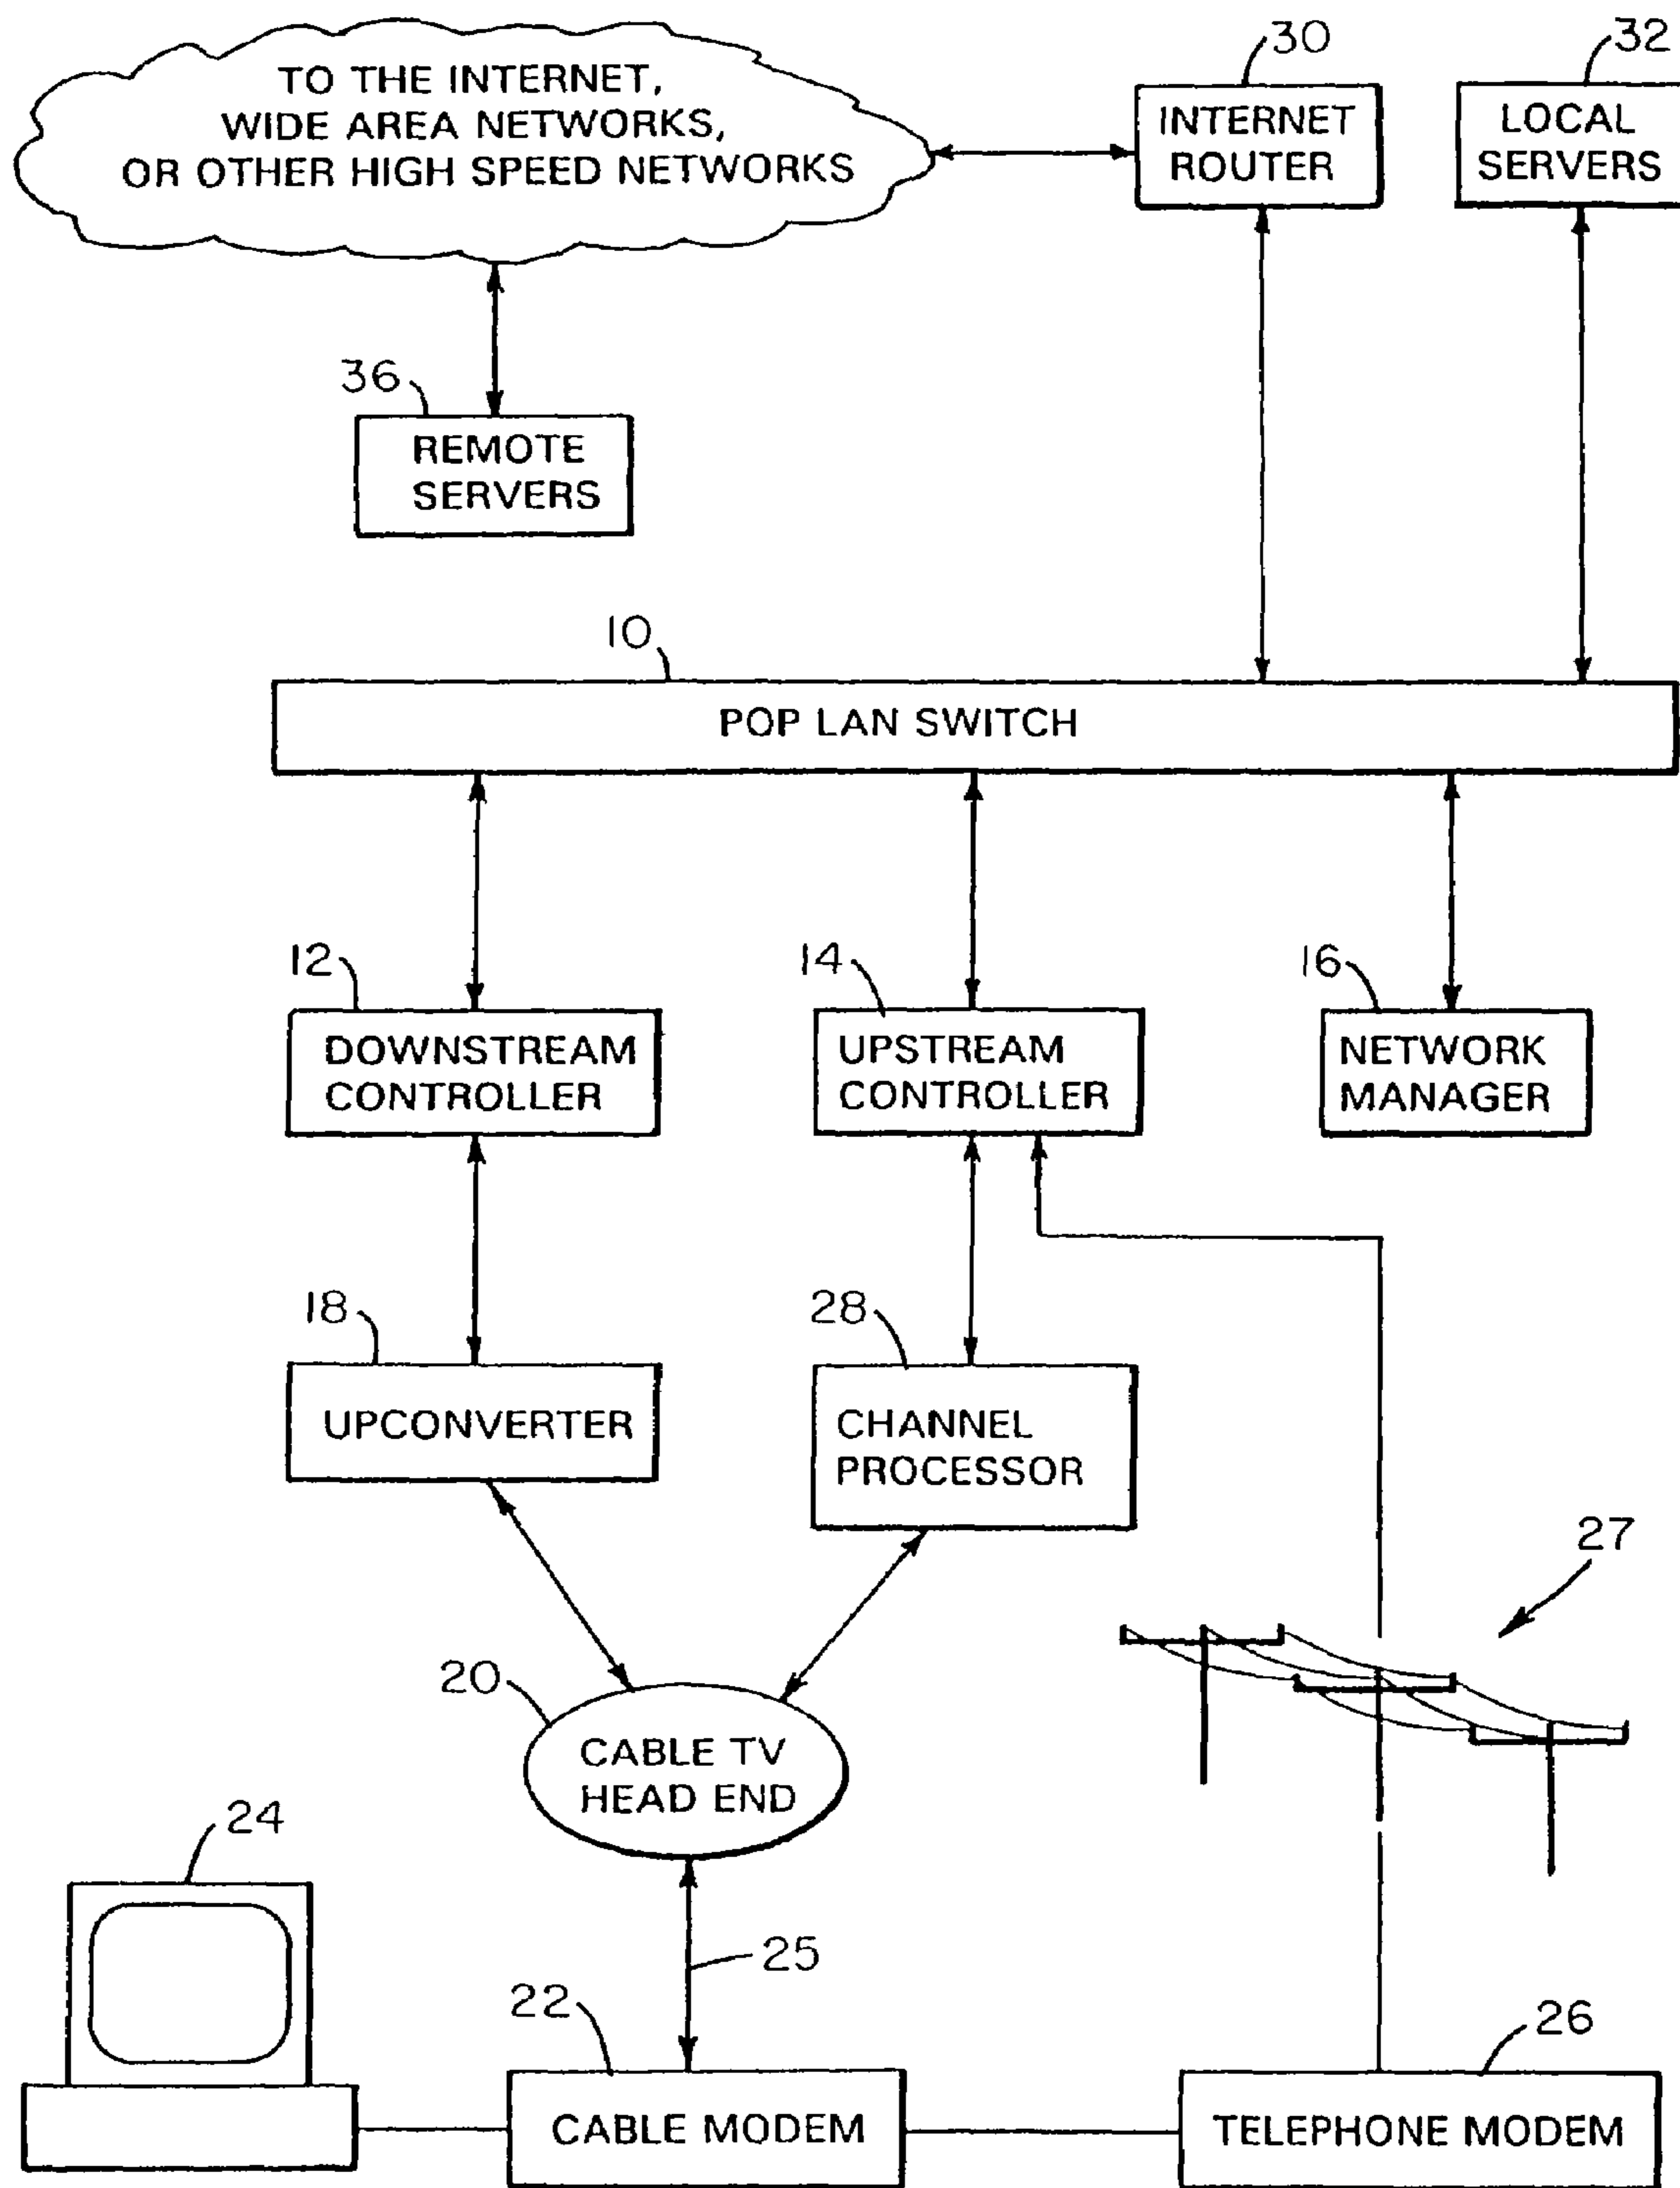 TO THE INTERNET,
WIDE AREA NETWORKS,
OR OTHER HIGH SPEED NETWORKS
30
INTERNET
ROUTER
32
LOCAL
SERVERS
36
REMOTE
SERVERS
10
POP LAN SWITCH
12
DOWNSTREAM
CONTROLLER
14
UPSTREAM
CONTROLLER
16
NETWORK
MANAGER
18
UPCONVERTER
28
CHANNEL
PROCESSOR
27
20
CABLE TV
HEAD END
24
25
22
CABLE MODEM
26
TELEPHONE MODEM